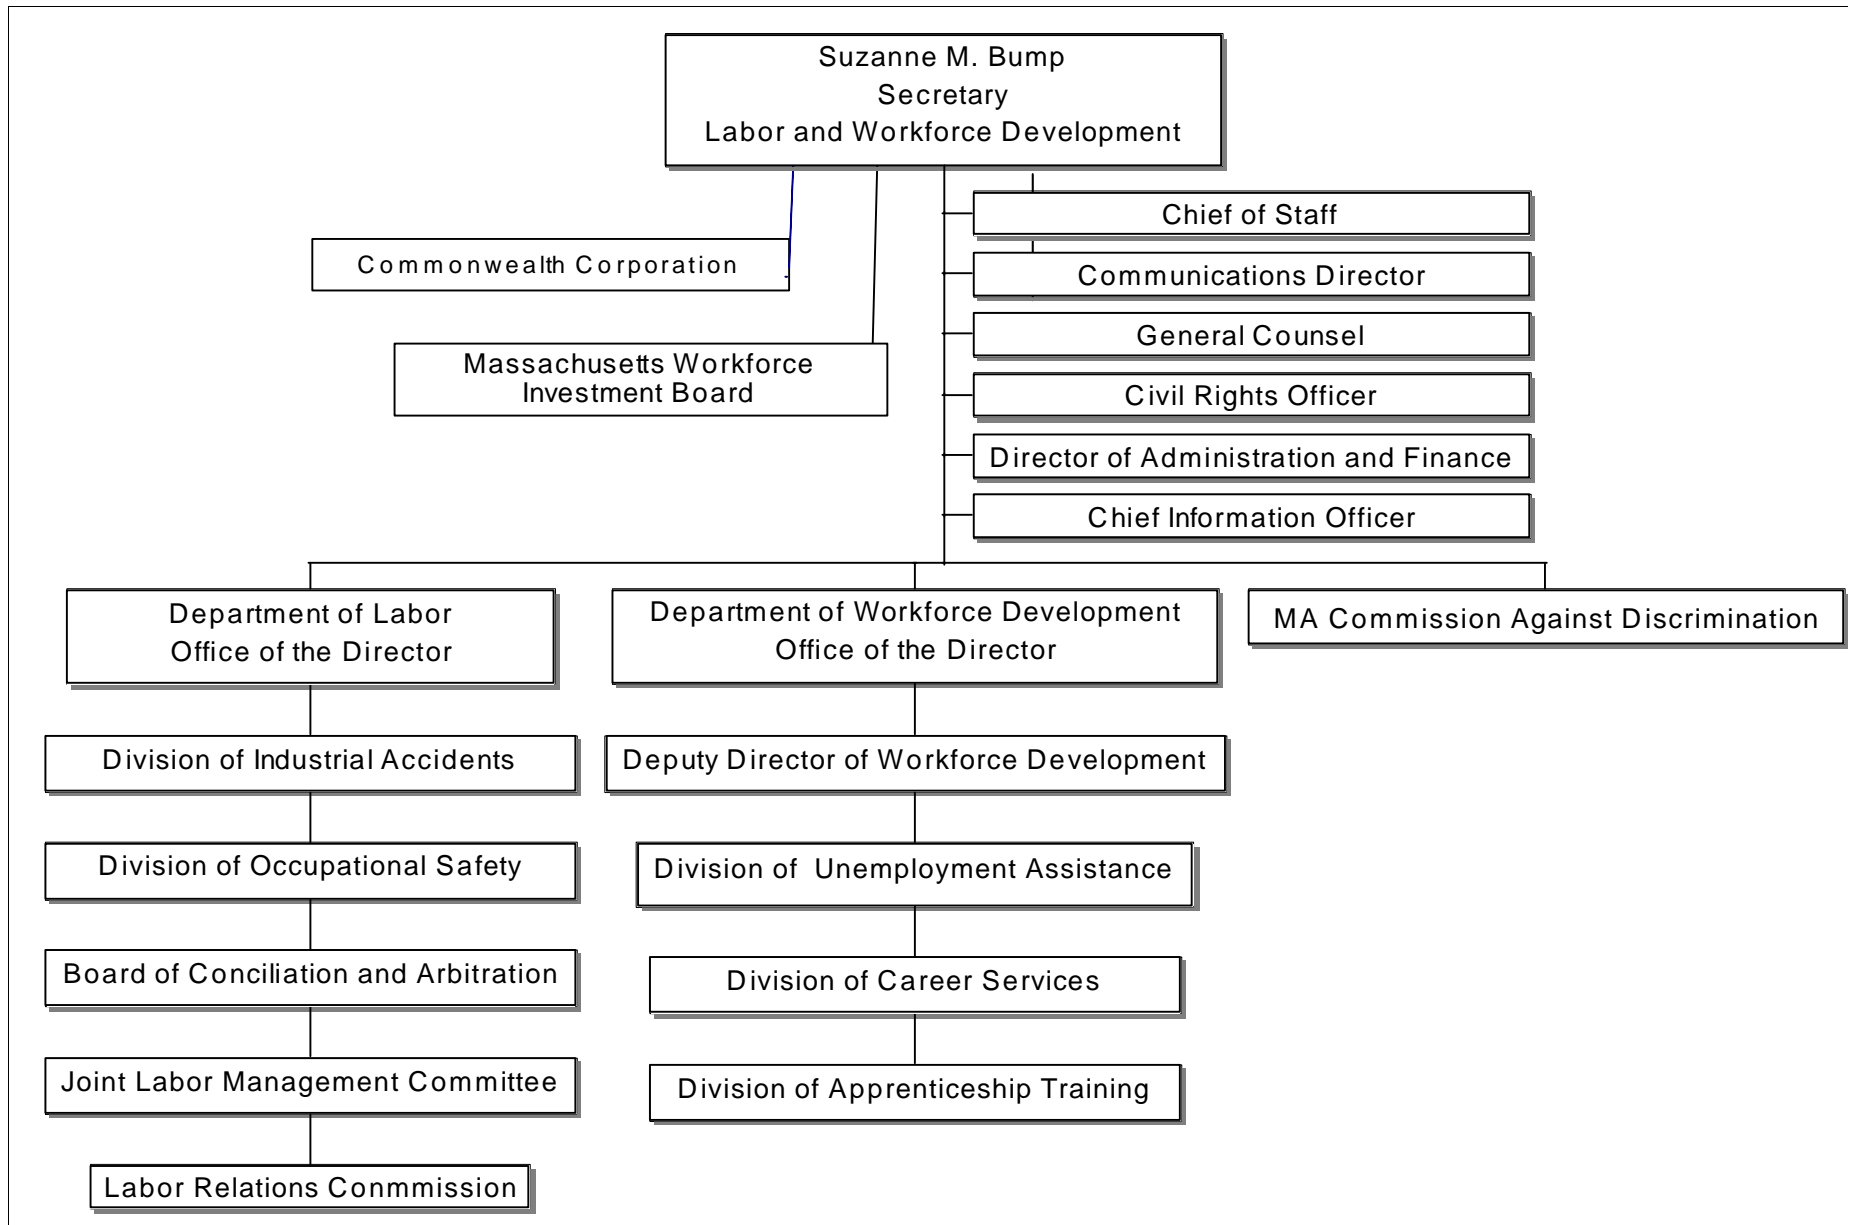 Suzanne M. Bump
Secretary
Labor and Workforce Development
Chief of Staff
Commonwealth Corporation
Communications Director
General Counsel
Massachusetts Workforce
Investment Board
Civil Rights Officer
Director of Administration and Finance
Chief Information Officer
Department of Labor
Office of the Director
Department of Workforce Development
Office of the Director
MA Commission Against Discrimination
Division of Industrial Accidents
Deputy Director of Workforce Development
Division of Occupational Safety
Division of Unemployment Assistance
Board of Conciliation and Arbitration
Division of Career Services
Joint Labor Management Committee
Division of Apprenticeship Training
Labor Relations Conmmission